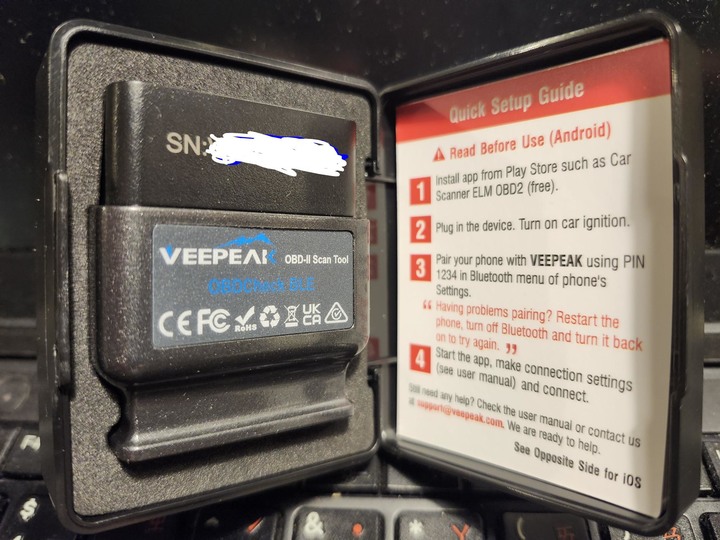 SN:
VEEPEAK OBD-II Scan Tool
OBDCheck BLE
CE FC RoHS UK
CA
Quick Setup Guide
Read Before Use (Android)
1 Install app from Play Store such as Car
Scanner ELM OBD2 (free).
2 Plug in the device. Turn on car ignition.
3 Pair your phone with VEEPEAK using PIN
1234 in Bluetooth menu of phone's
Settings.
“ Having problems pairing? Restart the
phone, turn off Bluetooth and turn it back
on to try again. ”
4 Start the app, make connection settings
(see user manual) and connect.
Still need any help? Check the user manual or contact us
at support@veepeak.com. We are ready to help.
See Opposite Side for iOS
$
&
*
Y
(